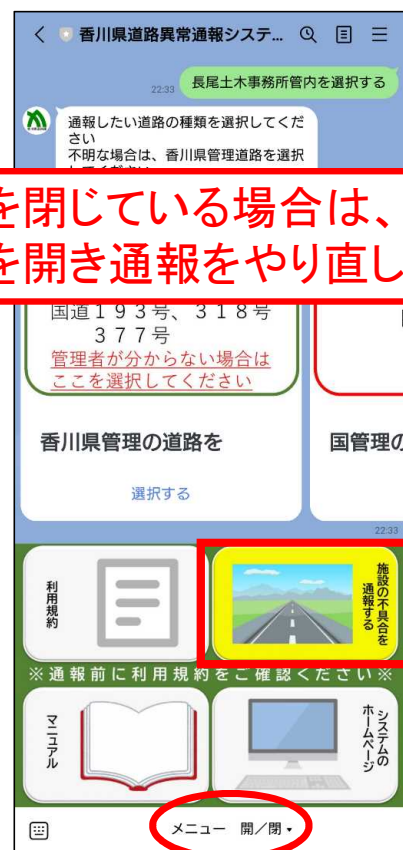 香川県道路異常通報システ...
22:33
長尾土木事務所管内を選択する
通報したい道路の種類を選択してくだ
さい
不明な場合は、香川県管理道路を選択
を閉じている場合は、
を開き通報をやり直し
国道193号、318号
377号
管理者が分からない場合は
ここを選択してください
香川県管理の道路を
国管理の
選択する
22:33
利用規約
施設の不具合を
通報する
※通報前に利用規約をご確認ください※
マニュアル
システムの
ホームページ
メニュー 開/閉▼